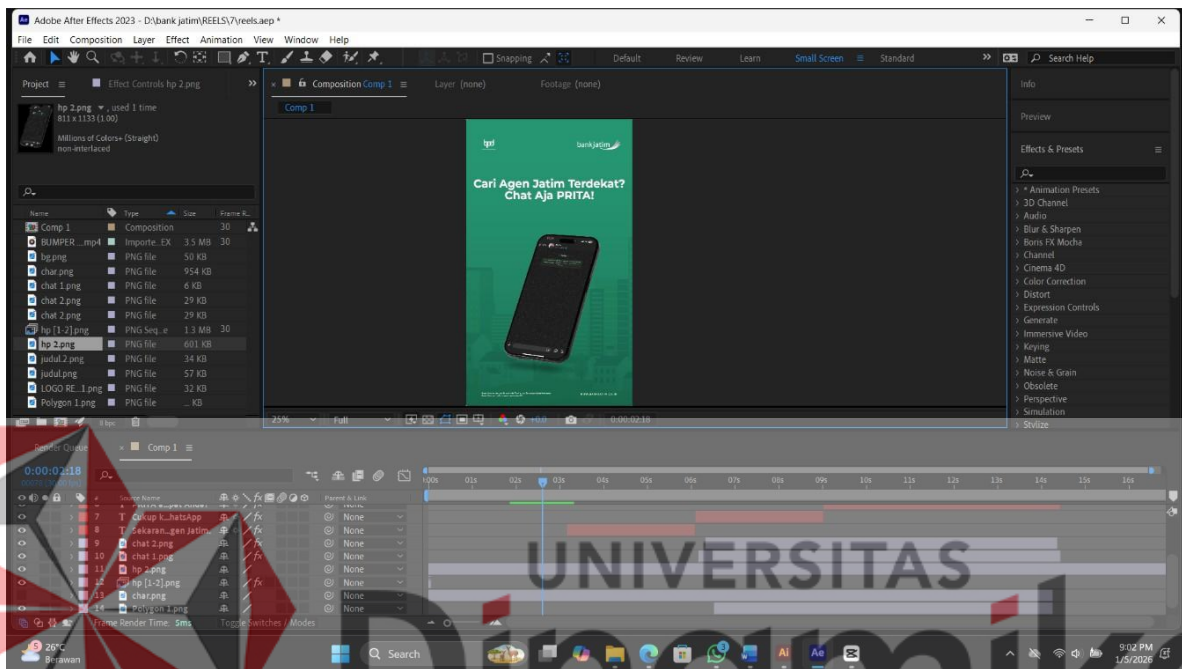 Adobe After Effects 2023 - D:\bank jatim\REELS\7\reels.aep *
File Edit Composition Layer Effect Animation View Window Help
Snapping Default Review Learn Small Screen Standard Search Help
Project Effect Controls hp 2.png Composition Comp 1 Layer (none) Footage (none) Info
Comp 1
hp 2.png , used 1 time
811 x 1133 (1.00)
Millions of Colors+ (Straight)
non-interlaced
Name Type Size Frame R...
Comp 1 Composition 30
BUMPER ...mp4 Importe...EX 3.5 MB 30
bg.png PNG file 50 KB
char.png PNG file 954 KB
chat 1.png PNG file 6 KB
chat 2.png PNG file 29 KB
chat 2.png PNG file 29 KB
hp [1-2].png PNG Seq...e 1.3 MB 30
hp 2.png PNG file 601 KB
judul 2.png PNG file 34 KB
judul.png PNG file 57 KB
LOGO RE...1.png PNG file 32 KB
Polygon 1.png PNG file ... KB
8 bpc
bankjatim
Cari Agen Jatim Terdekat?
Chat Aja PRITA!
25% Full +0.0 0:00:02:18
Preview
Effects & Presets
* Animation Presets
3D Channel
Audio
Blur & Sharpen
Boris FX Mocha
Channel
Cinema 4D
Color Correction
Distort
Expression Controls
Generate
Immersive Video
Keying
Matte
Noise & Grain
Obsolete
Perspective
Simulation
Stylize
Render Queue Comp 1
0:00:02:18
:00s 01s 02s 03s 04s 05s 06s 07s 08s 09s 10s 11s 12s 13s 14s 15s 16s
# Source Name Parent & Link
7 T Cukup k...hatsApp None
8 T Sekaran...gen Jatim, None
9 chat 2.png None
10 chat 1.png None
11 hp 2.png None
12 hp [1-2].png None
13 char.png None
14 Polygon 1.png None
Frame Render Time: 5ms Toggle Switches / Modes
UNIVERSITAS
Dinamika
5 26°C
Berawan
Search
Ai Ae
9:02 PM
1/5/2026